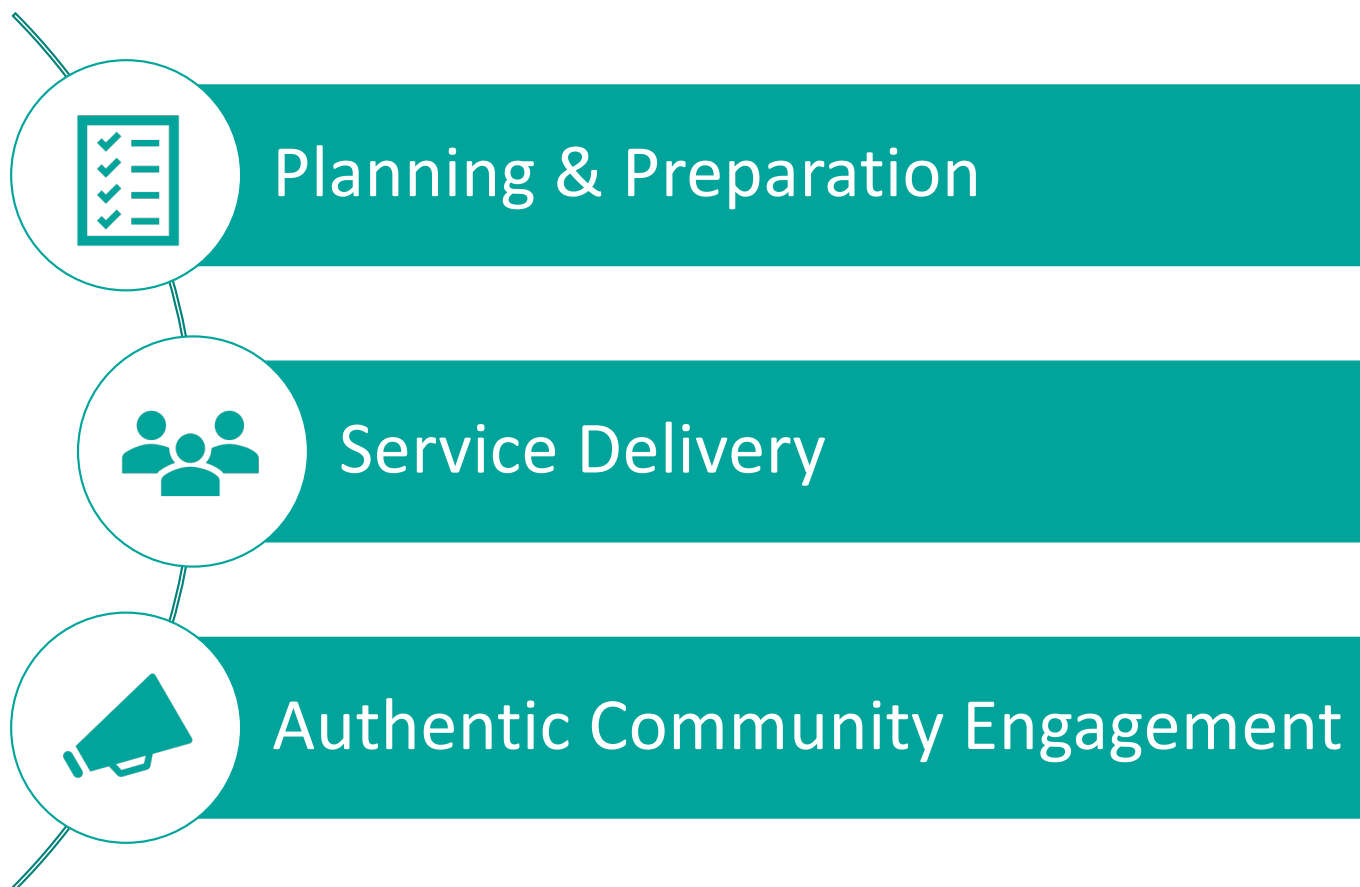 Planning & Preparation
Service Delivery
Authentic Community Engagement